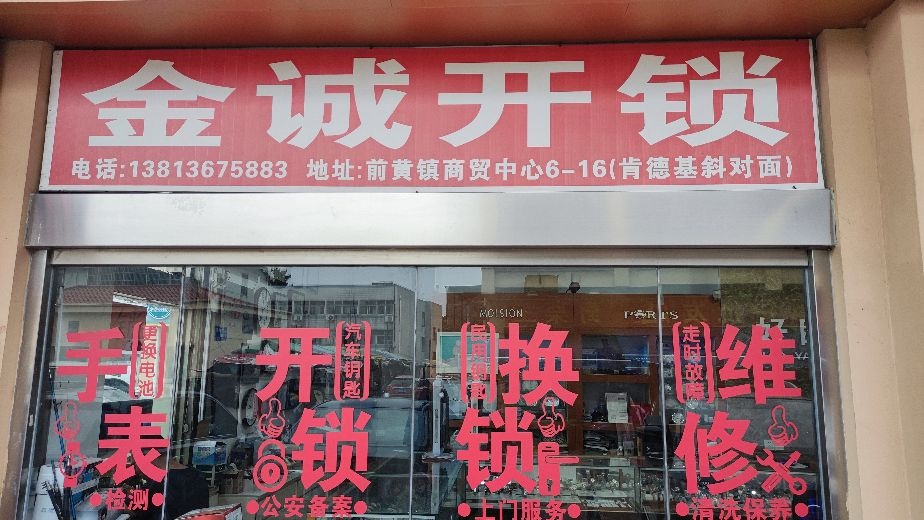 金诚开锁
电话:13813675883 地址:前黄镇商贸中心6-16(肯德基斜对面)
MOISION
PORTS
手表
更换电池
检测
开锁
汽车钥匙
公安备案
换锁
上门服务
维修
走时故障
清洗保养